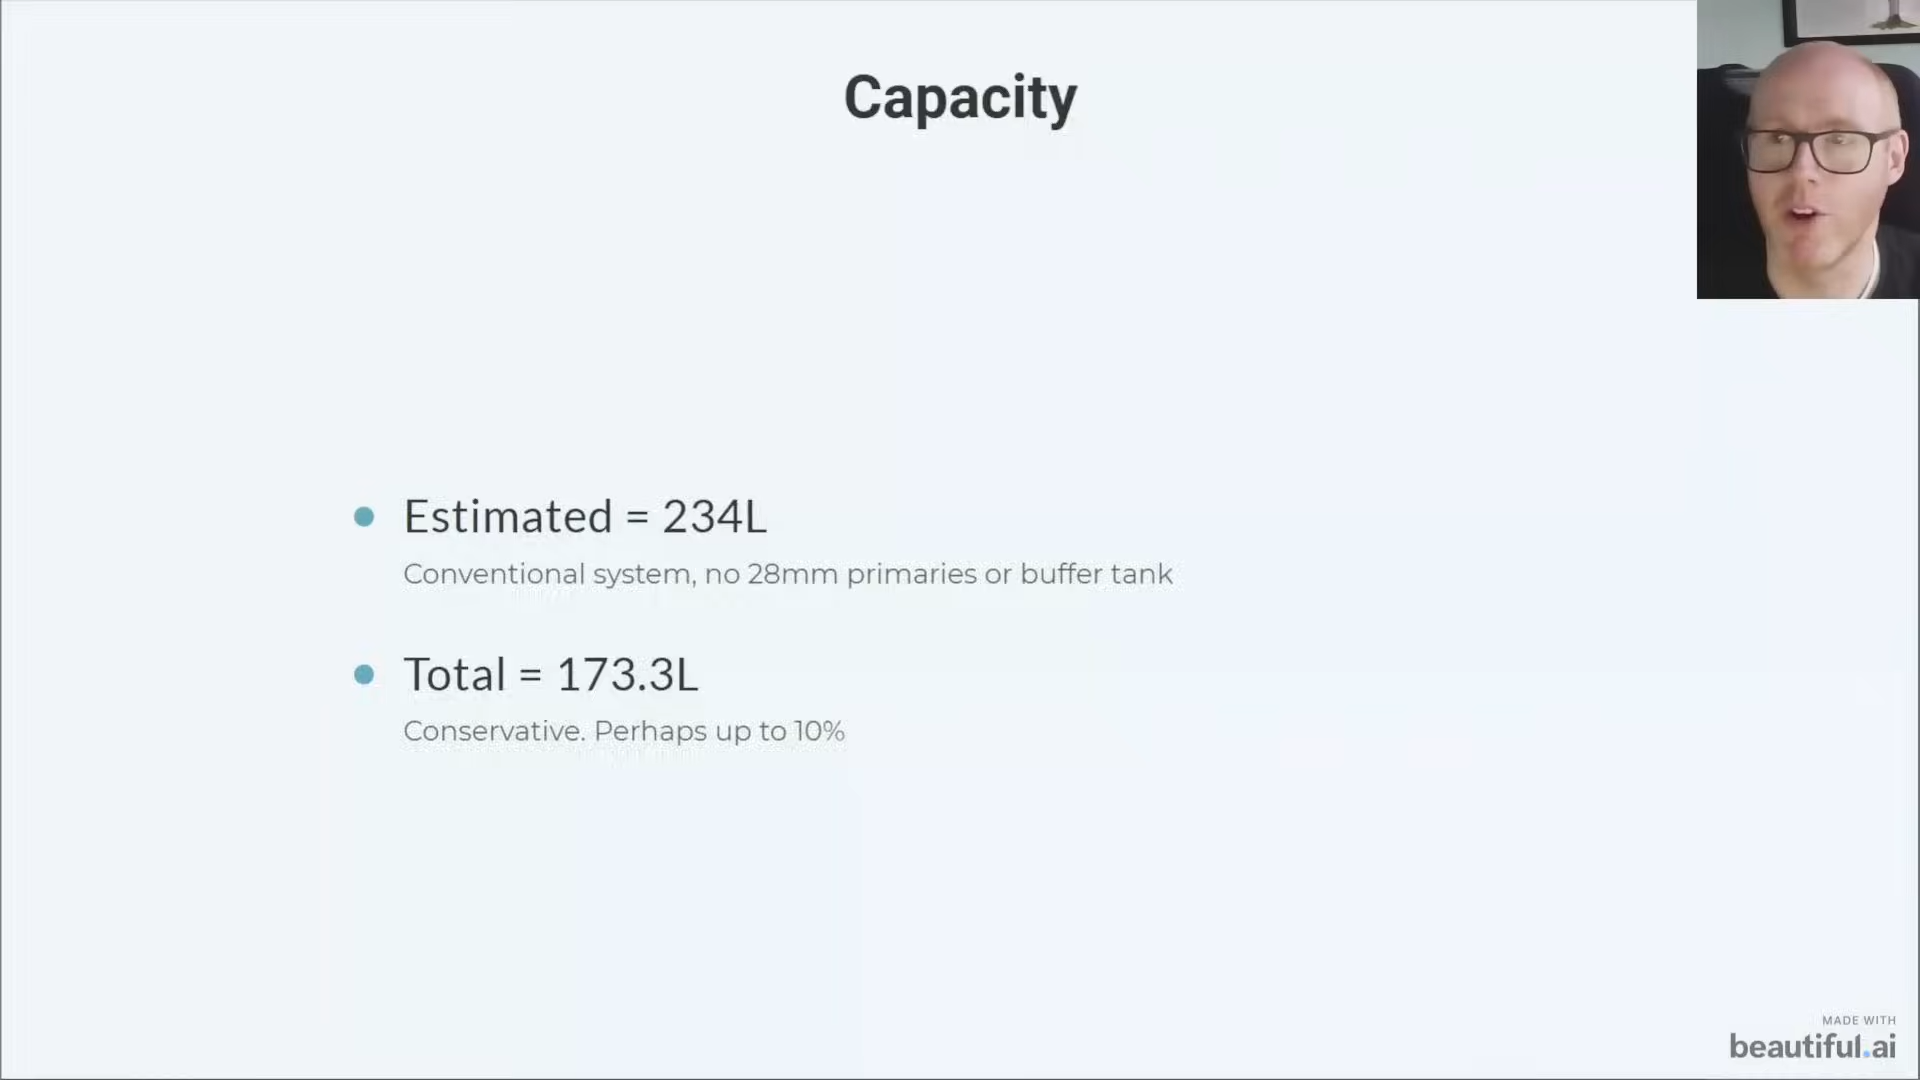 Capacity
Estimated = 234L
Conventional system, no 28mm primaries or buffer tank
Total = 173.3L
Conservative. Perhaps up to 10%
MADE WITH
beautiful.ai